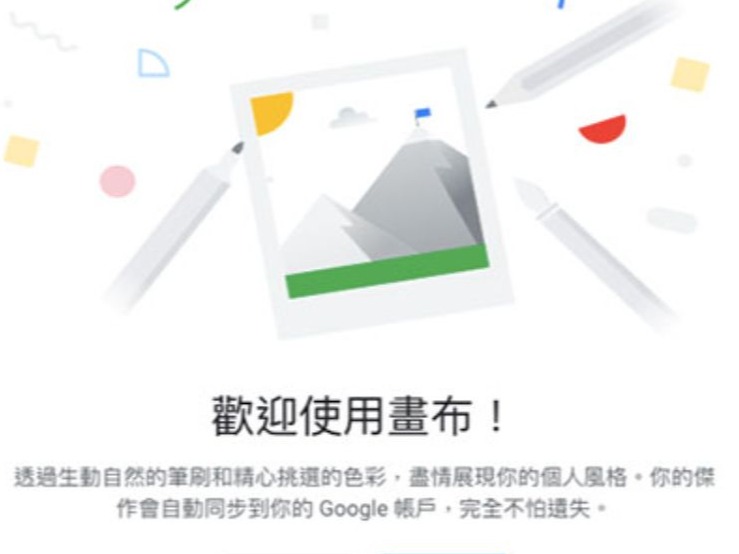 歡迎使用畫布！
透過生動自然的筆刷和精心挑選的色彩，盡情展現你的個人風格。你的傑
作會自動同步到你的 Google 帳戶，完全不怕遺失。